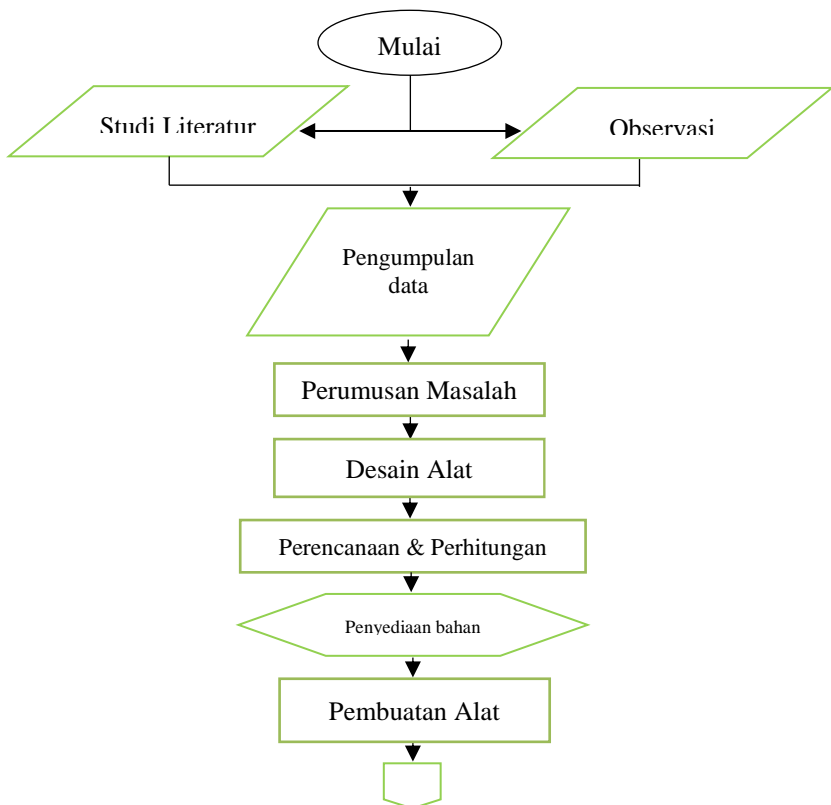 Mulai
Studi Literatur
Observasi
Pengumpulan
data
Perumusan Masalah
Desain Alat
Perencanaan & Perhitungan
Penyediaan bahan
Pembuatan Alat